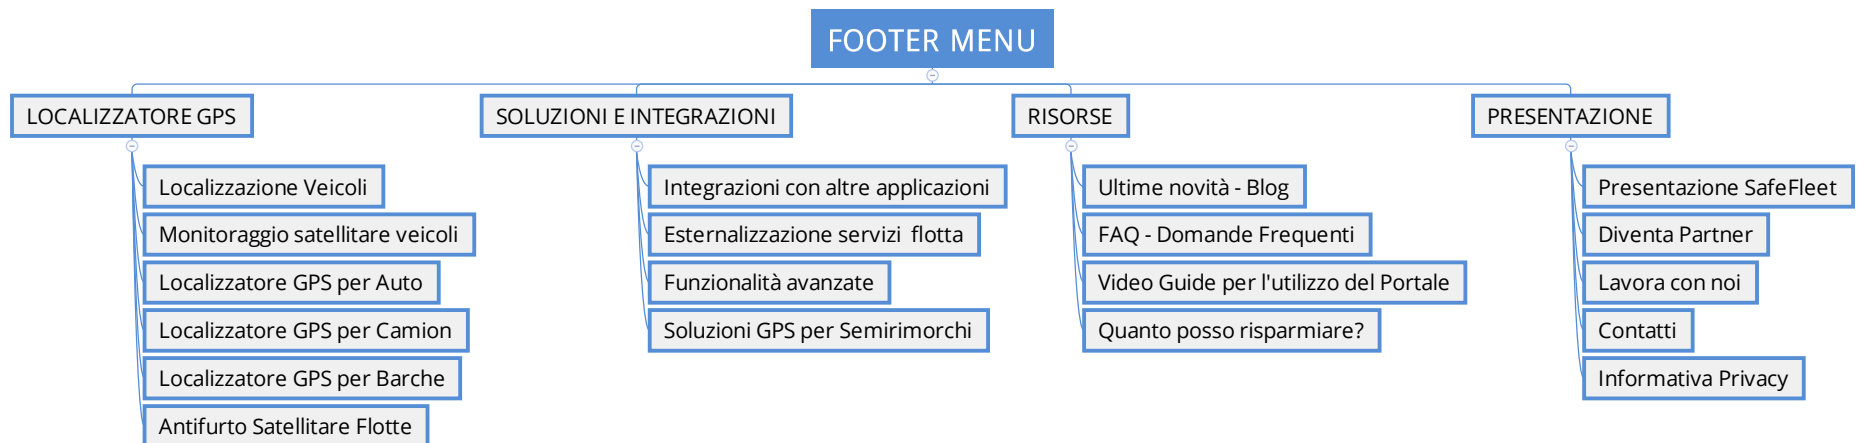 FOOTER MENU
LOCALIZZATORE GPS
Localizzazione Veicoli
Monitoraggio satellitare veicoli
Localizzatore GPS per Auto
Localizzatore GPS per Camion
Localizzatore GPS per Barche
Antifurto Satellitare Flotte
SOLUZIONI E INTEGRAZIONI
Integrazioni con altre applicazioni
Esternalizzazione servizi  flotta
Funzionalità avanzate
Soluzioni GPS per Semirimorchi
RISORSE
Ultime novità - Blog
FAQ - Domande Frequenti
Video Guide per l'utilizzo del Portale
Quanto posso risparmiare?
PRESENTAZIONE
Presentazione SafeFleet
Diventa Partner
Lavora con noi
Contatti
Informativa Privacy